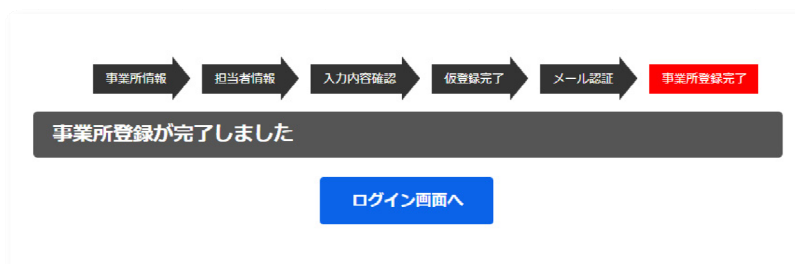 事業所情報 担当者情報 入力内容確認 仮登録完了 メール認証 事業所登録完了
事業所登録が完了しました
ログイン画面へ